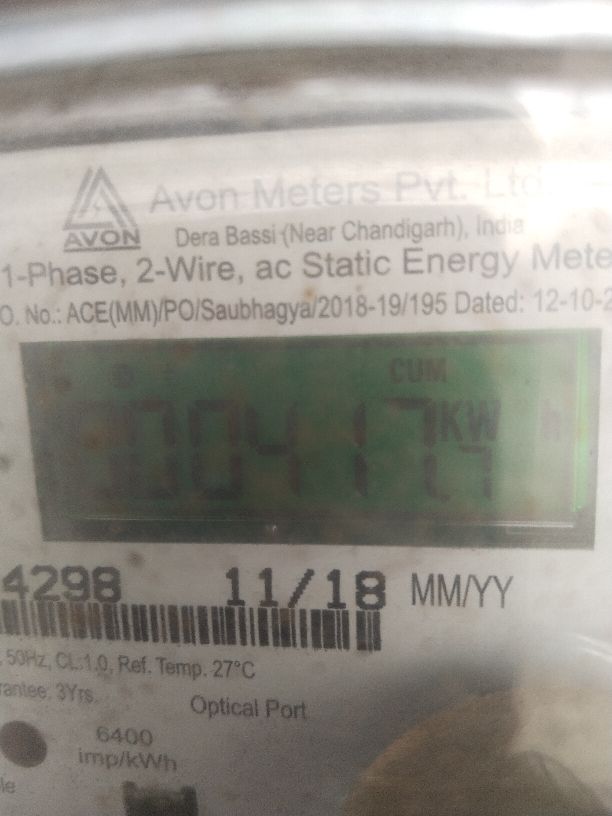 AVON
Avon Meters Pvt. Ltd.
Dera Bassi (Near Chandigarh), India
1-Phase, 2-Wire, ac Static Energy Mete
O. No.: ACE(MM)/PO/Saubhagya/2018-19/195 Dated: 12-10-2
CUM
000417.7 KW h
4298 11/18 MM/YY
50Hz, CL:1.0, Ref. Temp. 27°C
rantee: 3Yrs.
Optical Port
6400
imp/kWh